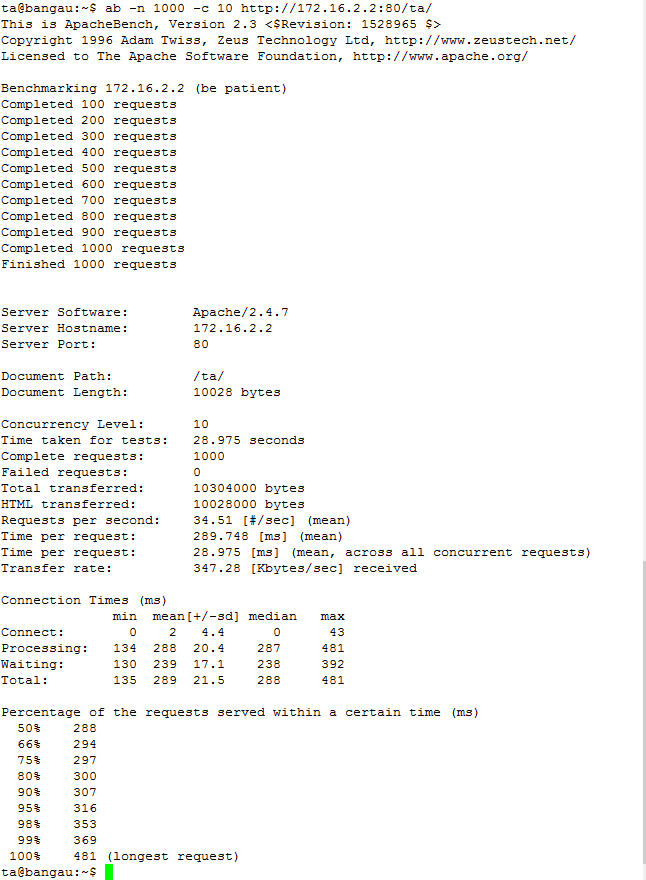 ta@bangau:~$ ab -n 1000 -c 10 http://172.16.2.2:80/ta/
This is ApacheBench, Version 2.3 <$Revision: 1528965 $>
Copyright 1996 Adam Twiss, Zeus Technology Ltd, http://www.zeustech.net/
Licensed to The Apache Software Foundation, http://www.apache.org/

Benchmarking 172.16.2.2 (be patient)
Completed 100 requests
Completed 200 requests
Completed 300 requests
Completed 400 requests
Completed 500 requests
Completed 600 requests
Completed 700 requests
Completed 800 requests
Completed 900 requests
Completed 1000 requests
Finished 1000 requests


Server Software:        Apache/2.4.7
Server Hostname:        172.16.2.2
Server Port:            80

Document Path:          /ta/
Document Length:        10028 bytes

Concurrency Level:      10
Time taken for tests:   28.975 seconds
Complete requests:      1000
Failed requests:        0
Total transferred:      10304000 bytes
HTML transferred:       10028000 bytes
Requests per second:    34.51 [#/sec] (mean)
Time per request:       289.748 [ms] (mean)
Time per request:       28.975 [ms] (mean, across all concurrent requests)
Transfer rate:          347.28 [Kbytes/sec] received

Connection Times (ms)
              min  mean[+/-sd] median   max
Connect:        0    2   4.4      0      43
Processing:   134  288  20.4    287     481
Waiting:      130  239  17.1    238     392
Total:        135  289  21.5    288     481

Percentage of the requests served within a certain time (ms)
  50%    288
  66%    294
  75%    297
  80%    300
  90%    307
  95%    316
  98%    353
  99%    369
 100%    481 (longest request)
ta@bangau:~$